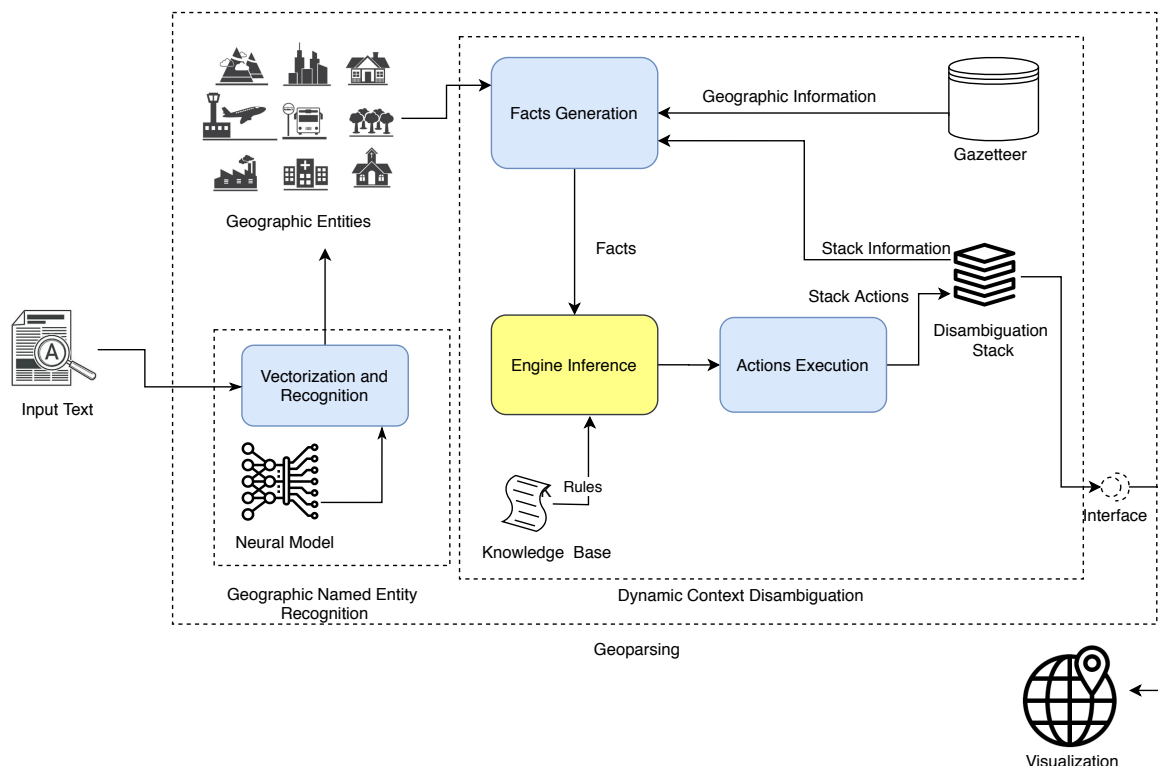 Facts Generation
Geographic Information
Gazetteer
Geographic Entities
Facts
Stack Information
Stack Actions
Disambiguation
Stack
A
Input Text
Vectorization and
Recognition
Engine Inference
Actions Execution
Neural Model
Rules
Knowledge Base
Interface
Geographic Named Entity
Recognition
Dynamic Context Disambiguation
Geoparsing
Visualization